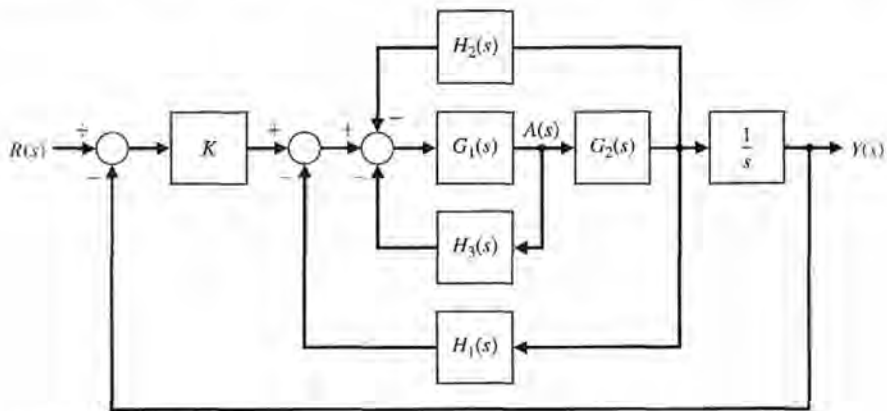 H₂(s)
R(s)
+
−
K
+
−
+
−
−
G₁(s)
A(s)
G₂(s)
1
s
Y(s)
H₃(s)
H₁(s)